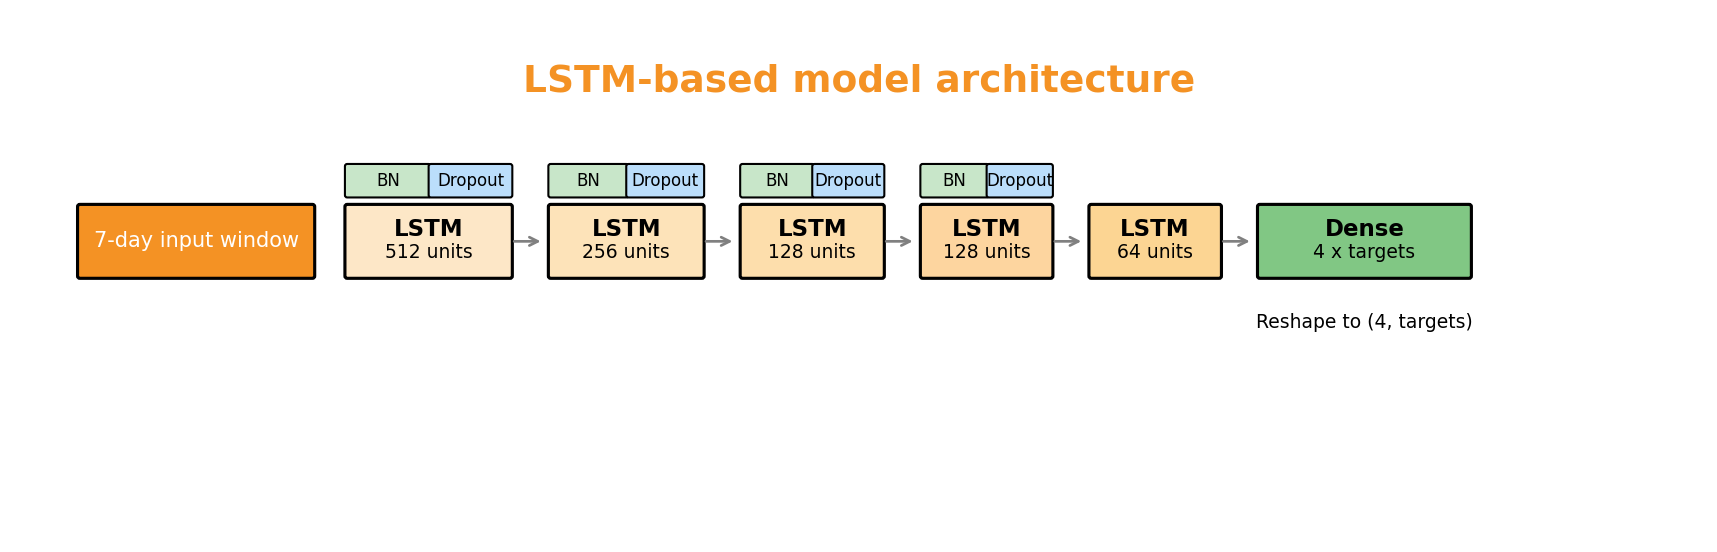 LSTM-based model architecture
BN Dropout BN Dropout BN Dropout BN Dropout
7-day input window
LSTM
512 units
LSTM
256 units
LSTM
128 units
LSTM
128 units
LSTM
64 units
Dense
4 x targets
Reshape to (4, targets)